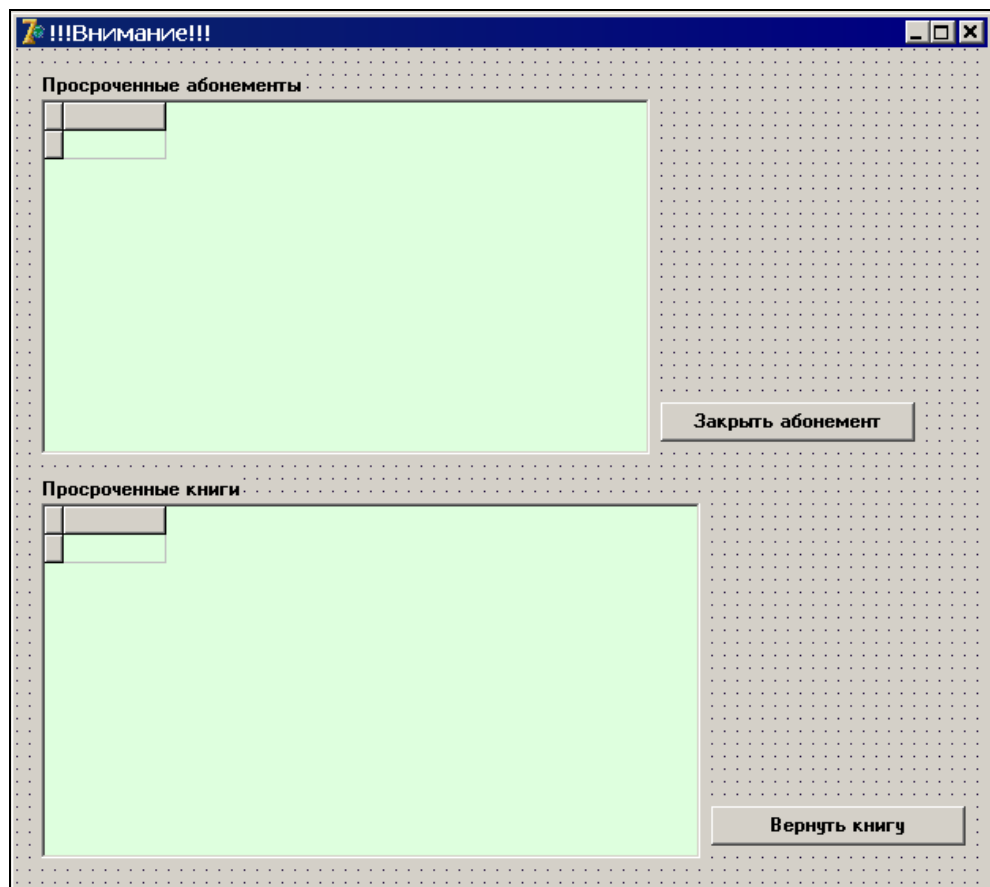 !!!Внимание!!!
Просроченные абонементы
Закрыть абонемент
Просроченные книги
Вернуть книгу